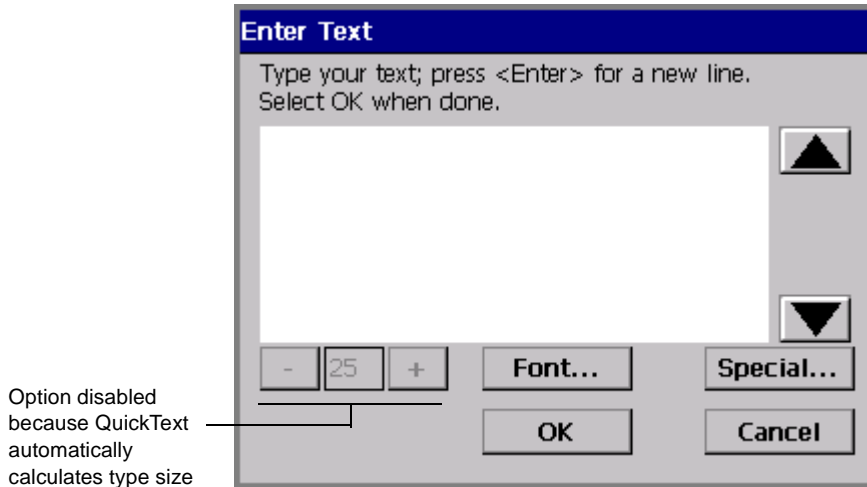 Enter Text
Type your text; press <Enter> for a new line.
Select OK when done.
- 25 + Font... Special...
OK Cancel
Option disabled
because QuickText
automatically
calculates type size